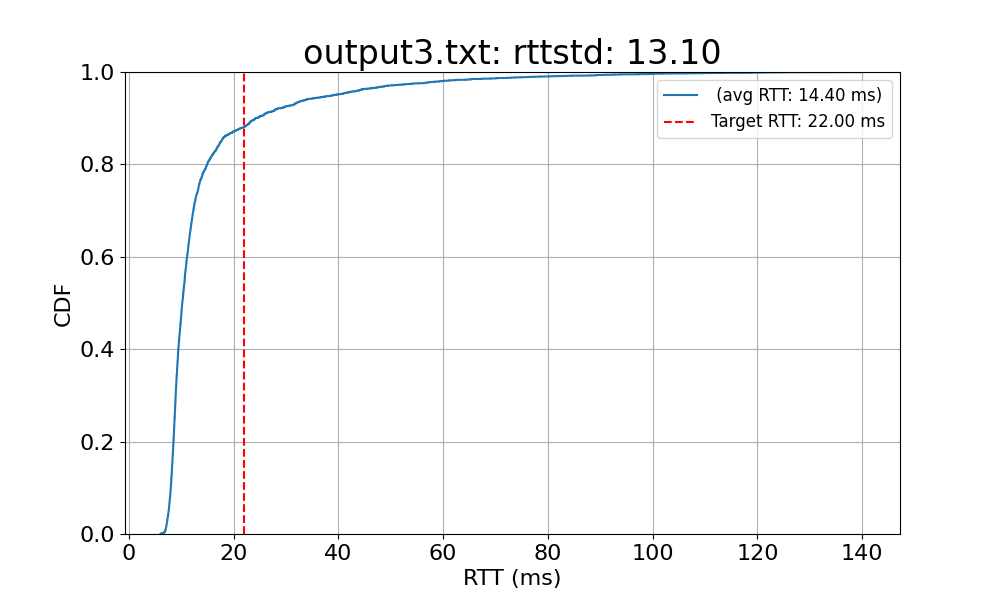 output3.txt: rttstd: 13.10
1.0
0.8
0.6
0.4
0.2
0.0
CDF
(avg RTT: 14.40 ms)
Target RTT: 22.00 ms
0 20 40 60 80 100 120 140
RTT (ms)